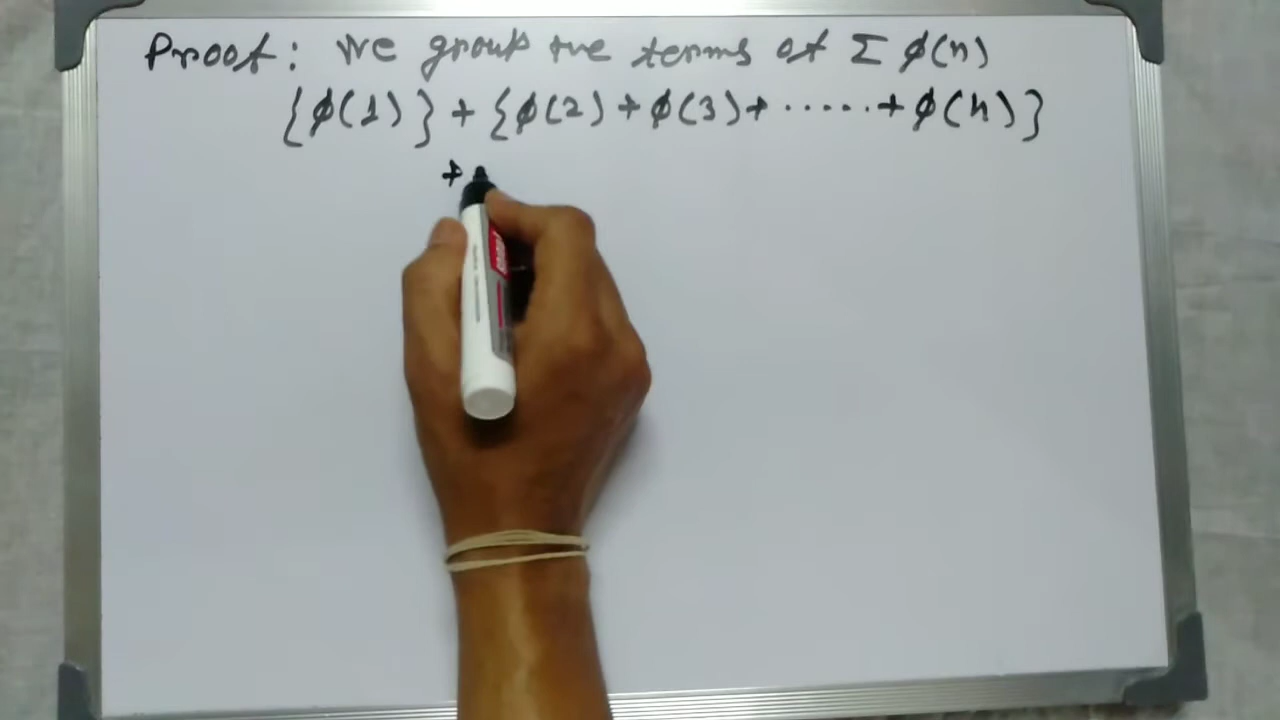 Proof: We group the terms of Σ φ(n)
{φ(1)} + {φ(2) + φ(3) + ..... + φ(n)}
+